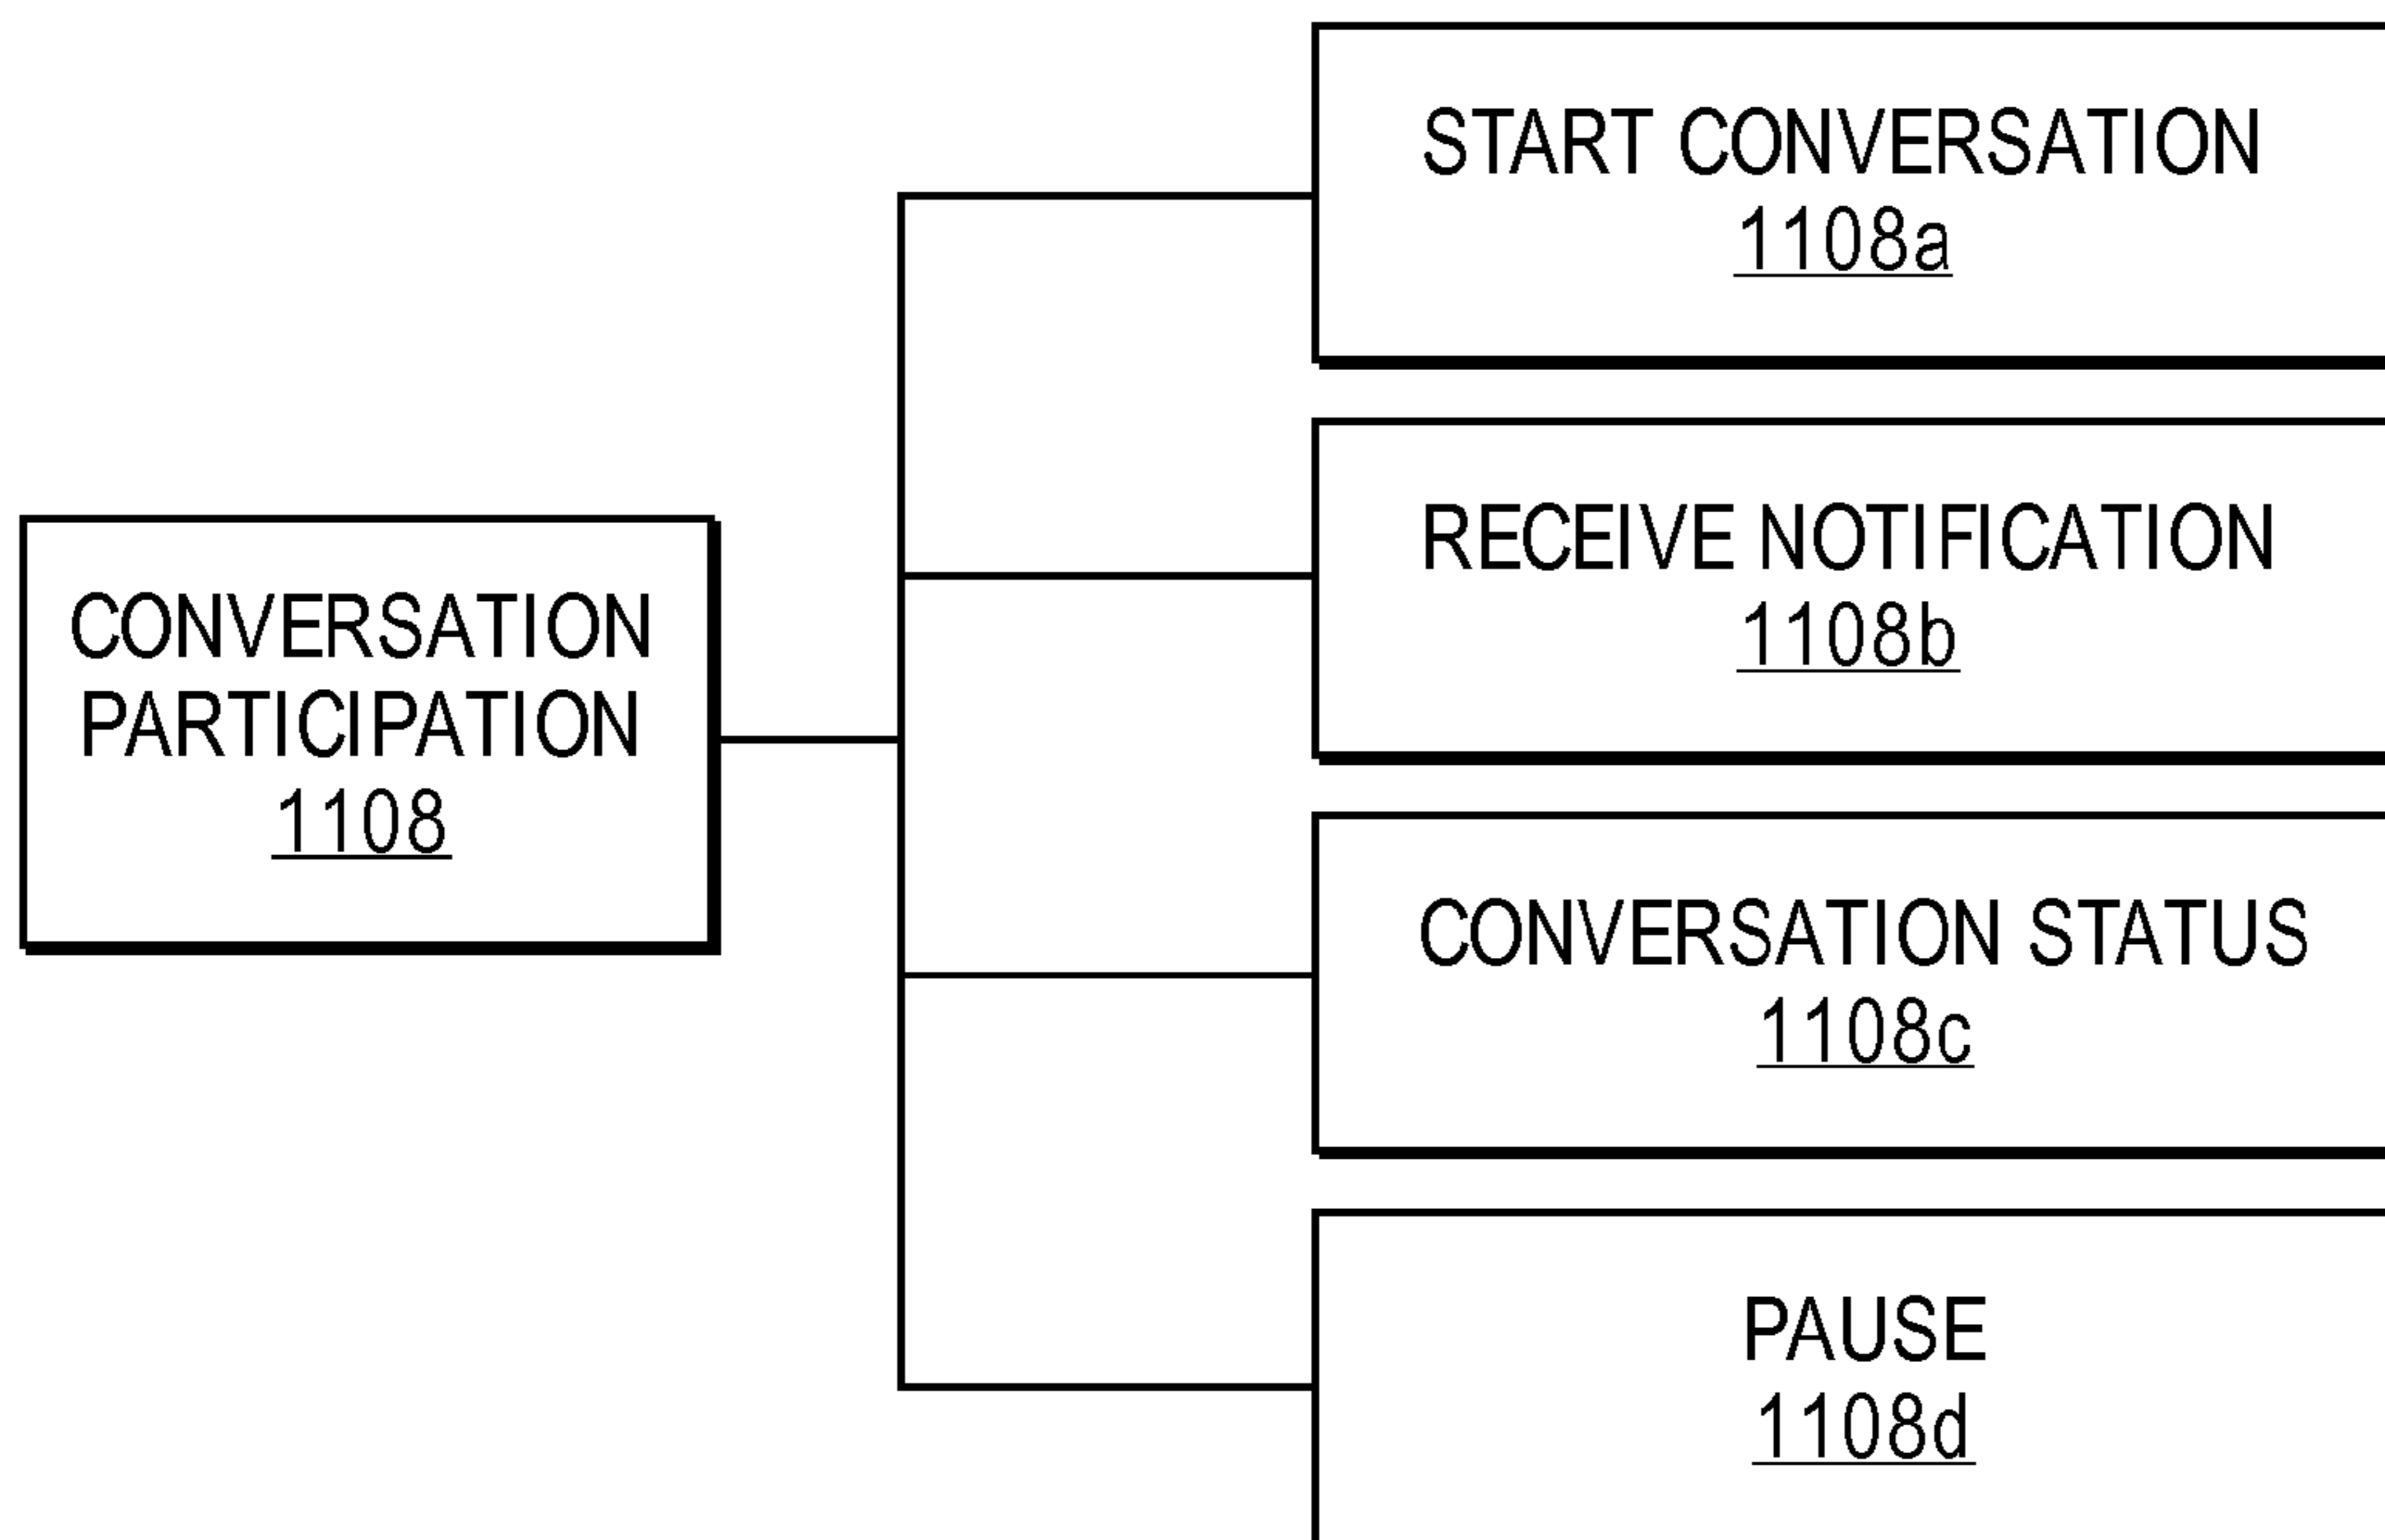 START CONVERSATION
1108a
RECEIVE NOTIFICATION
1108b
CONVERSATION
PARTICIPATION
1108
CONVERSATION STATUS
1108c
PAUSE
1108d